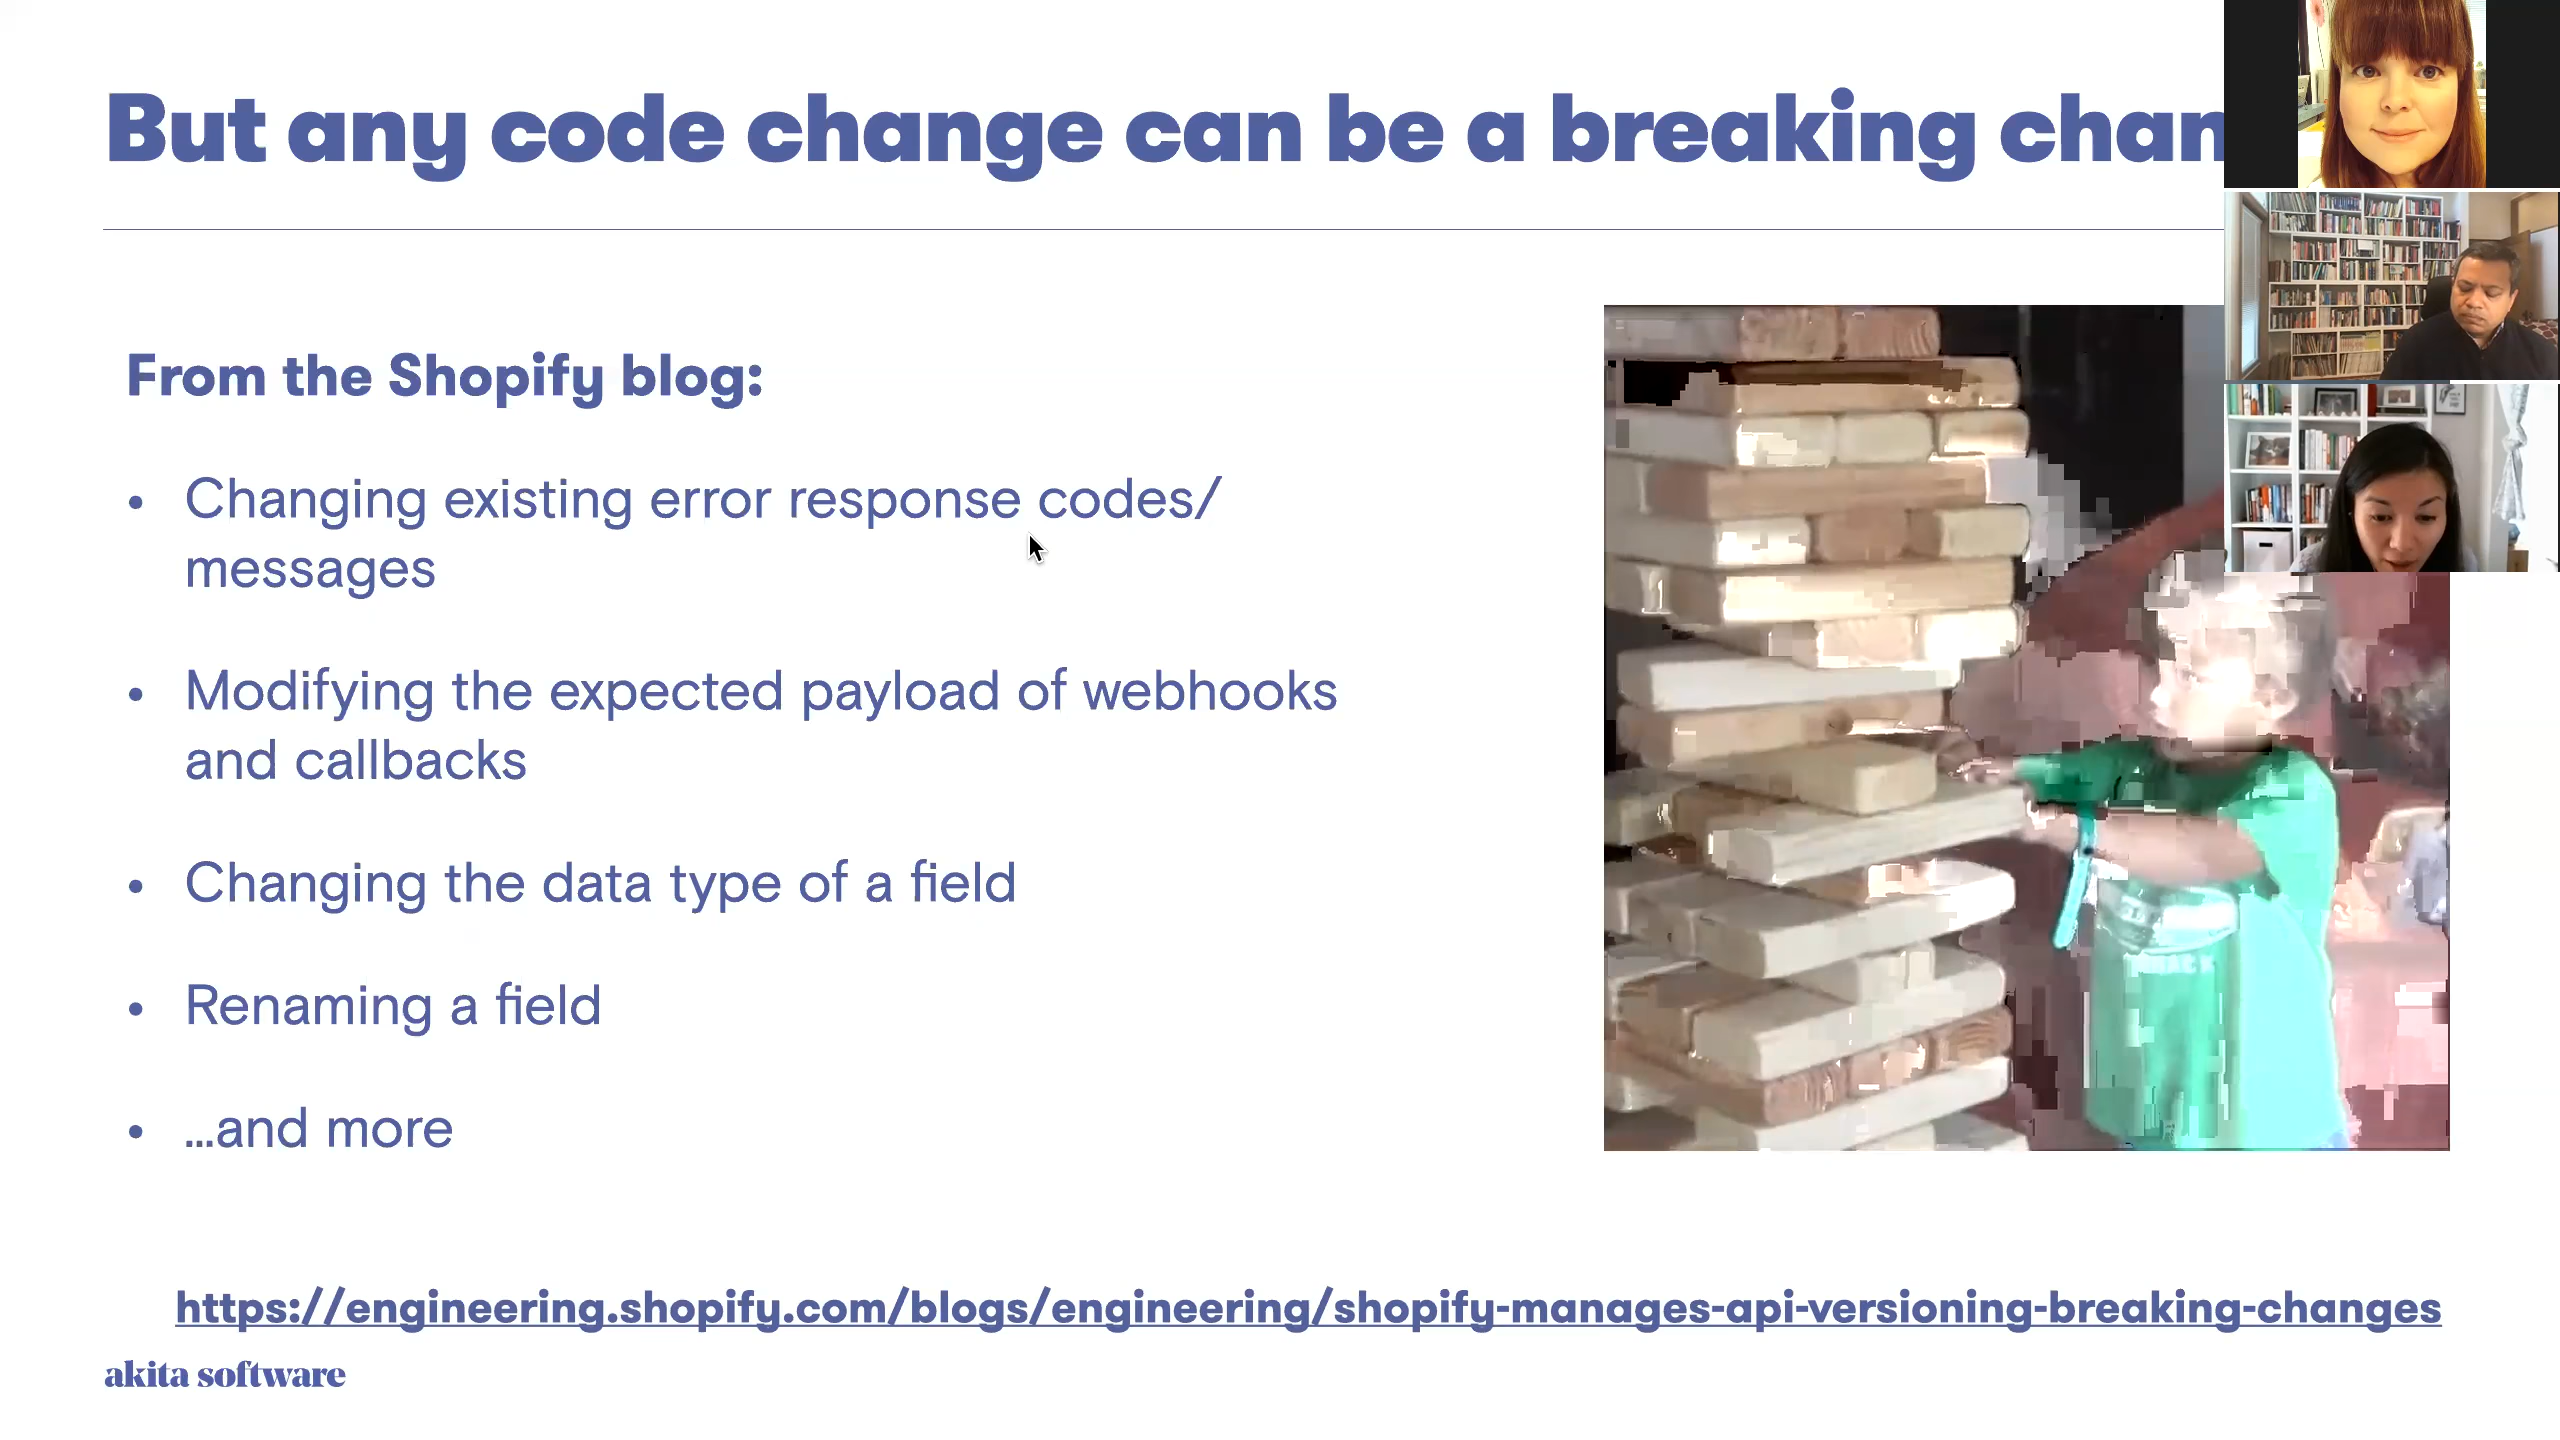 But any code change can be a breaking chan
From the Shopify blog:
• Changing existing error response codes/
messages
• Modifying the expected payload of webhooks
and callbacks
• Changing the data type of a field
• Renaming a field
• ...and more
https://engineering.shopify.com/blogs/engineering/shopify-manages-api-versioning-breaking-changes
akita software